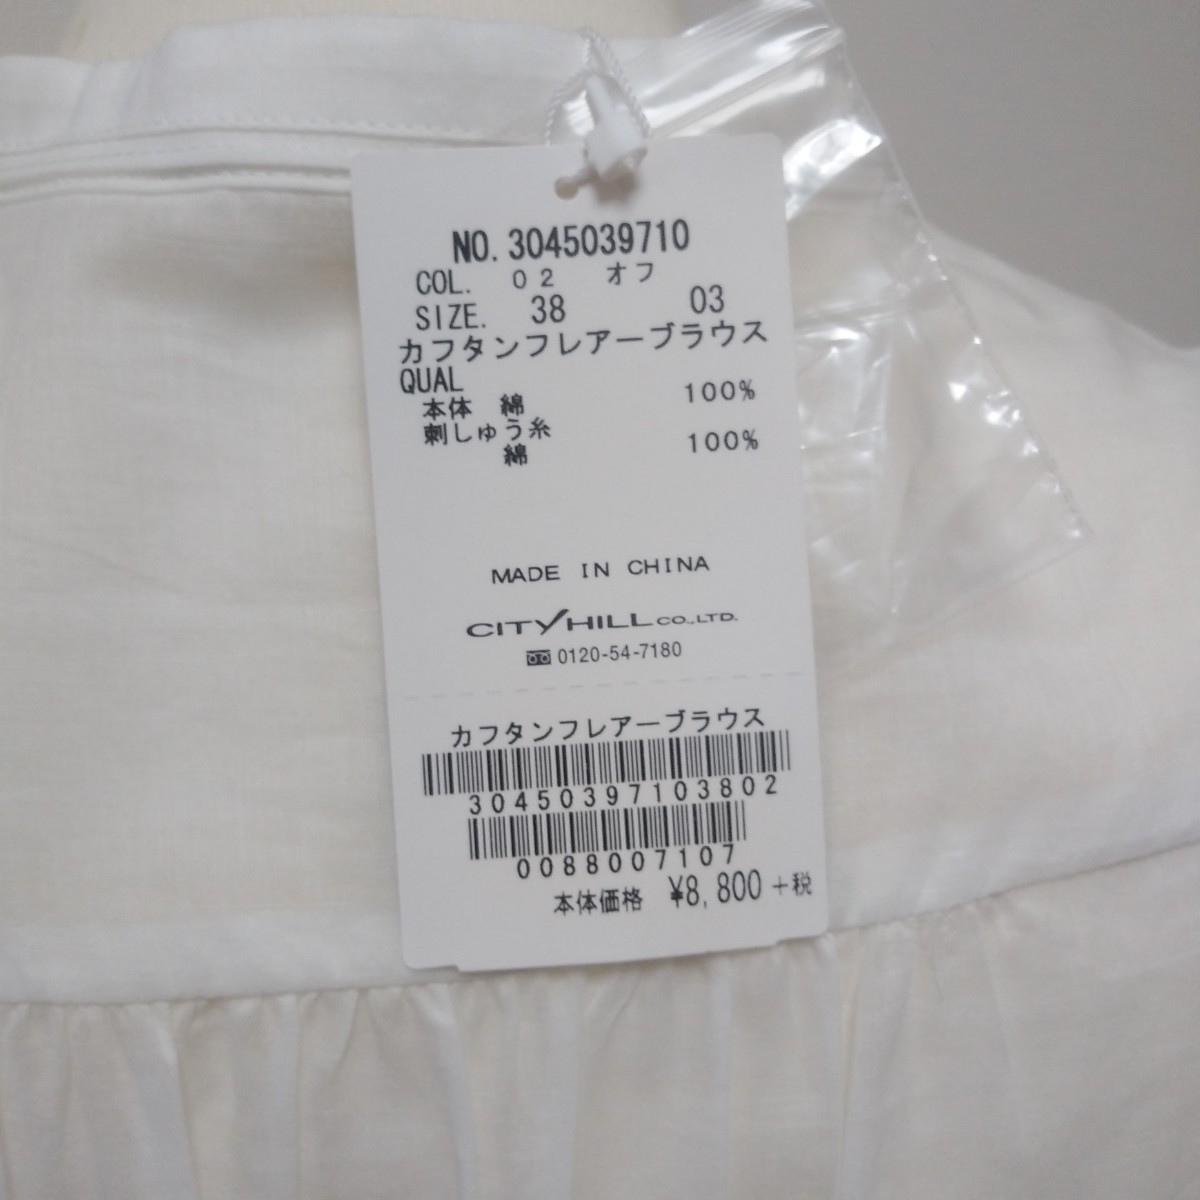 NO. 3045039710
COL. 02 オフ
SIZE. 38 03
カフタンフレアーブラウス
QUAL
本体 綿 100%
刺しゅう糸
綿 100%
MADE IN CHINA
CITYHILL CO.,LTD.
0120-54-7180
カフタンフレアーブラウス
30450397103802
0088007107
本体価格 ¥8,800+税